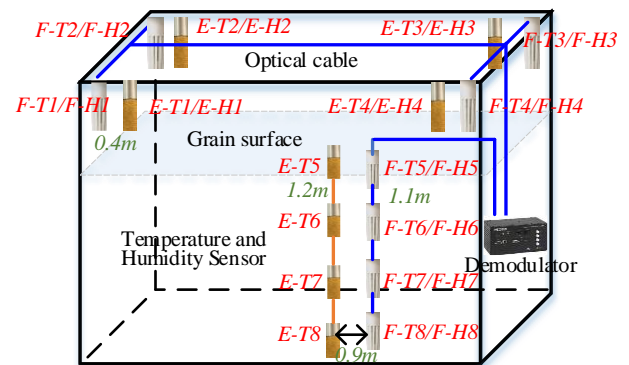 F-T2/F-H2
E-T2/E-H2
E-T3/E-H3
F-T3/F-H3
Optical cable
F-T1/F-H1
E-T1/E-H1
E-T4/E-H4
F-T4/F-H4
0.4m
Grain surface
E-T5
F-T5/F-H5
1.2m
1.1m
E-T6
F-T6/F-H6
Temperature and
Humidity Sensor
Demodulator
E-T7
F-T7/F-H7
E-T8
F-T8/F-H8
0.9m